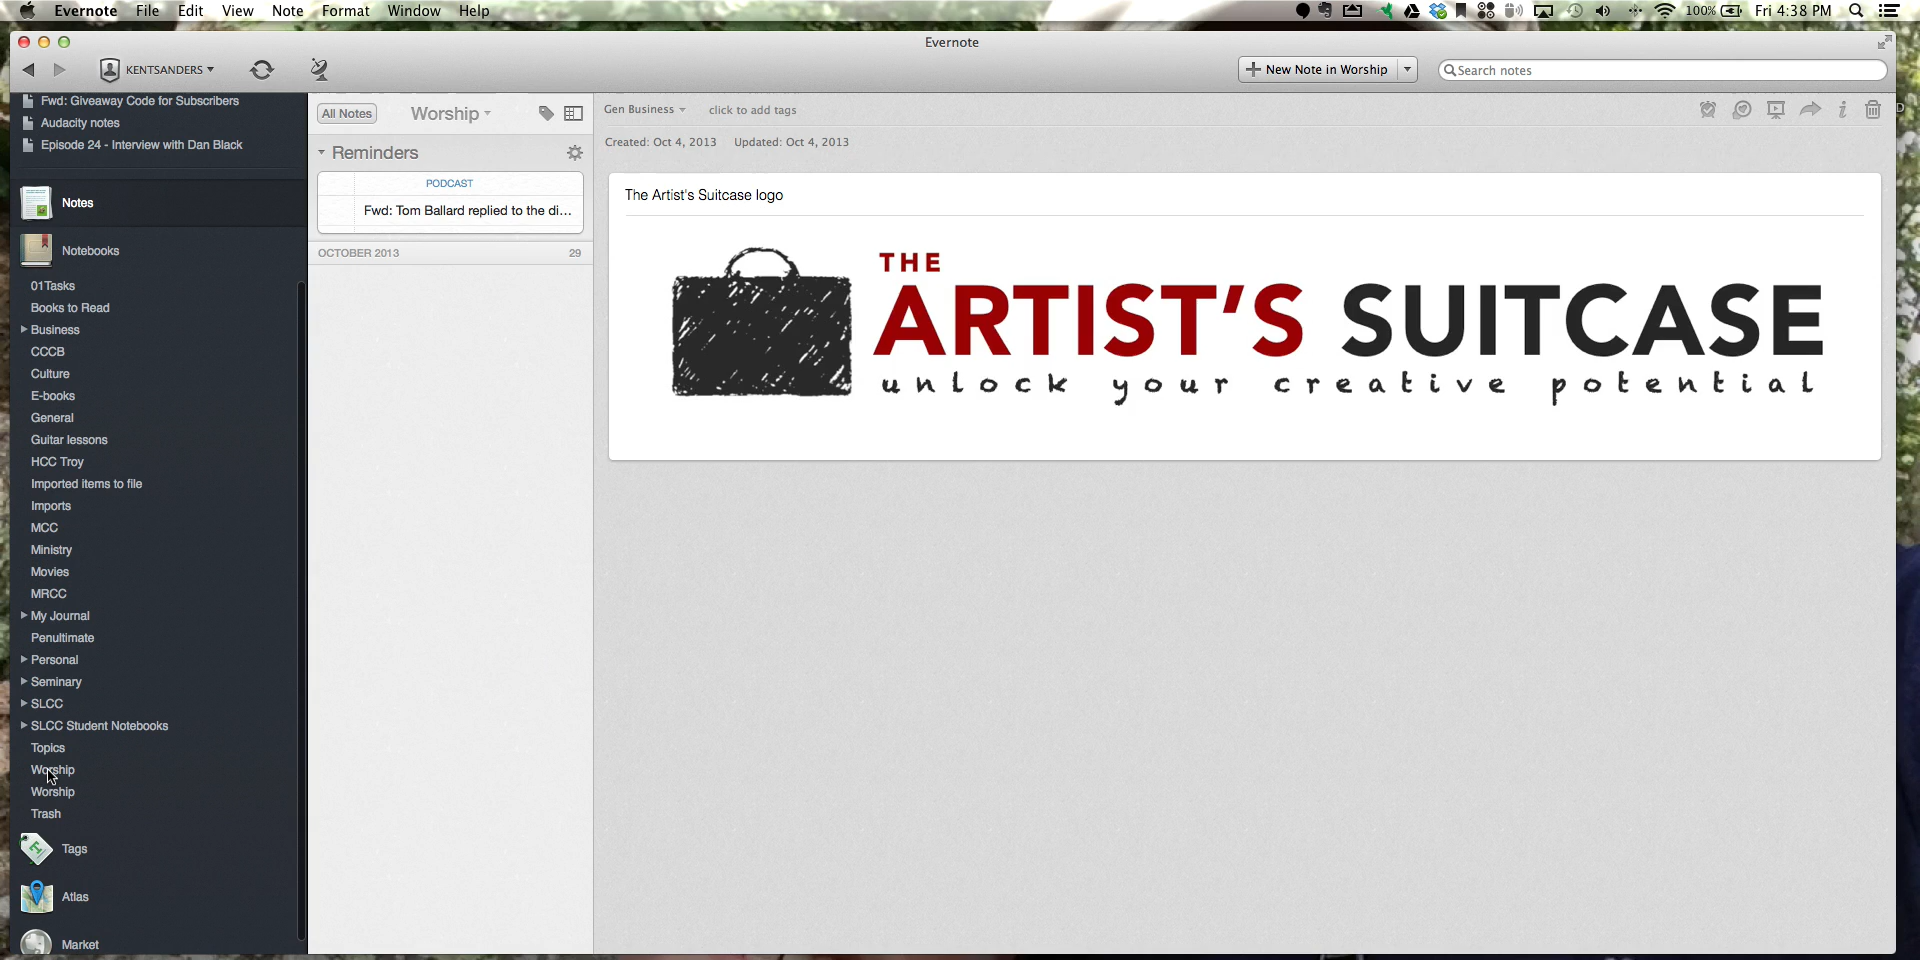 Evernote File Edit View Note Format Window Help
100% Fri 4:38 PM
Evernote
KENTSANDERS
New Note in Worship
Search notes
Fwd: Giveaway Code for Subscribers
Audacity notes
Episode 24 - Interview with Dan Black
Notes
Notebooks
01Tasks
Books to Read
Business
CCCB
Culture
E-books
General
Guitar lessons
HCC Troy
Imported items to file
Imports
MCC
Ministry
Movies
MRCC
My Journal
Penultimate
Personal
Seminary
SLCC
SLCC Student Notebooks
Topics
Worship
Worship
Trash
Tags
Atlas
Market
All Notes
Worship
Reminders
PODCAST
Fwd: Tom Ballard replied to the di...
OCTOBER 2013 29
Gen Business click to add tags
Created: Oct 4, 2013 Updated: Oct 4, 2013
The Artist's Suitcase logo
THE
ARTIST'S SUITCASE
unlock your creative potential